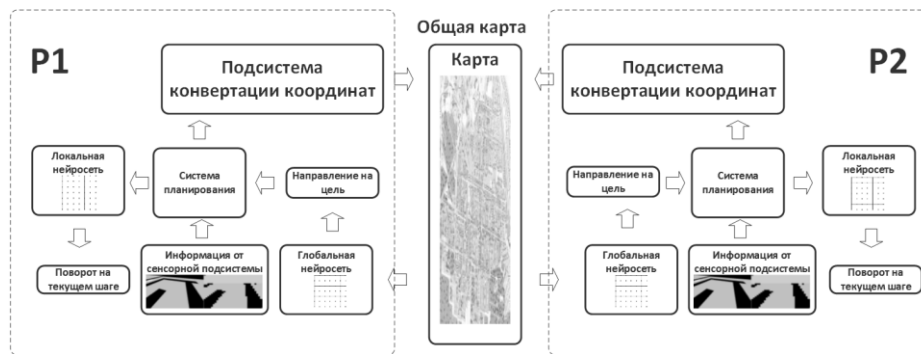 P1
Подсистема
конвертации координат
Локальная
нейросеть
Система
планирования
Направление на
цель
Поворот на
текущем шаге
Информация от
сенсорной подсистемы
Глобальная
нейросеть
Общая карта
Карта
P2
Подсистема
конвертации координат
Направление на
цель
Система
планирования
Локальная
нейросеть
Глобальная
нейросеть
Информация от
сенсорной подсистемы
Поворот на
текущем шаге